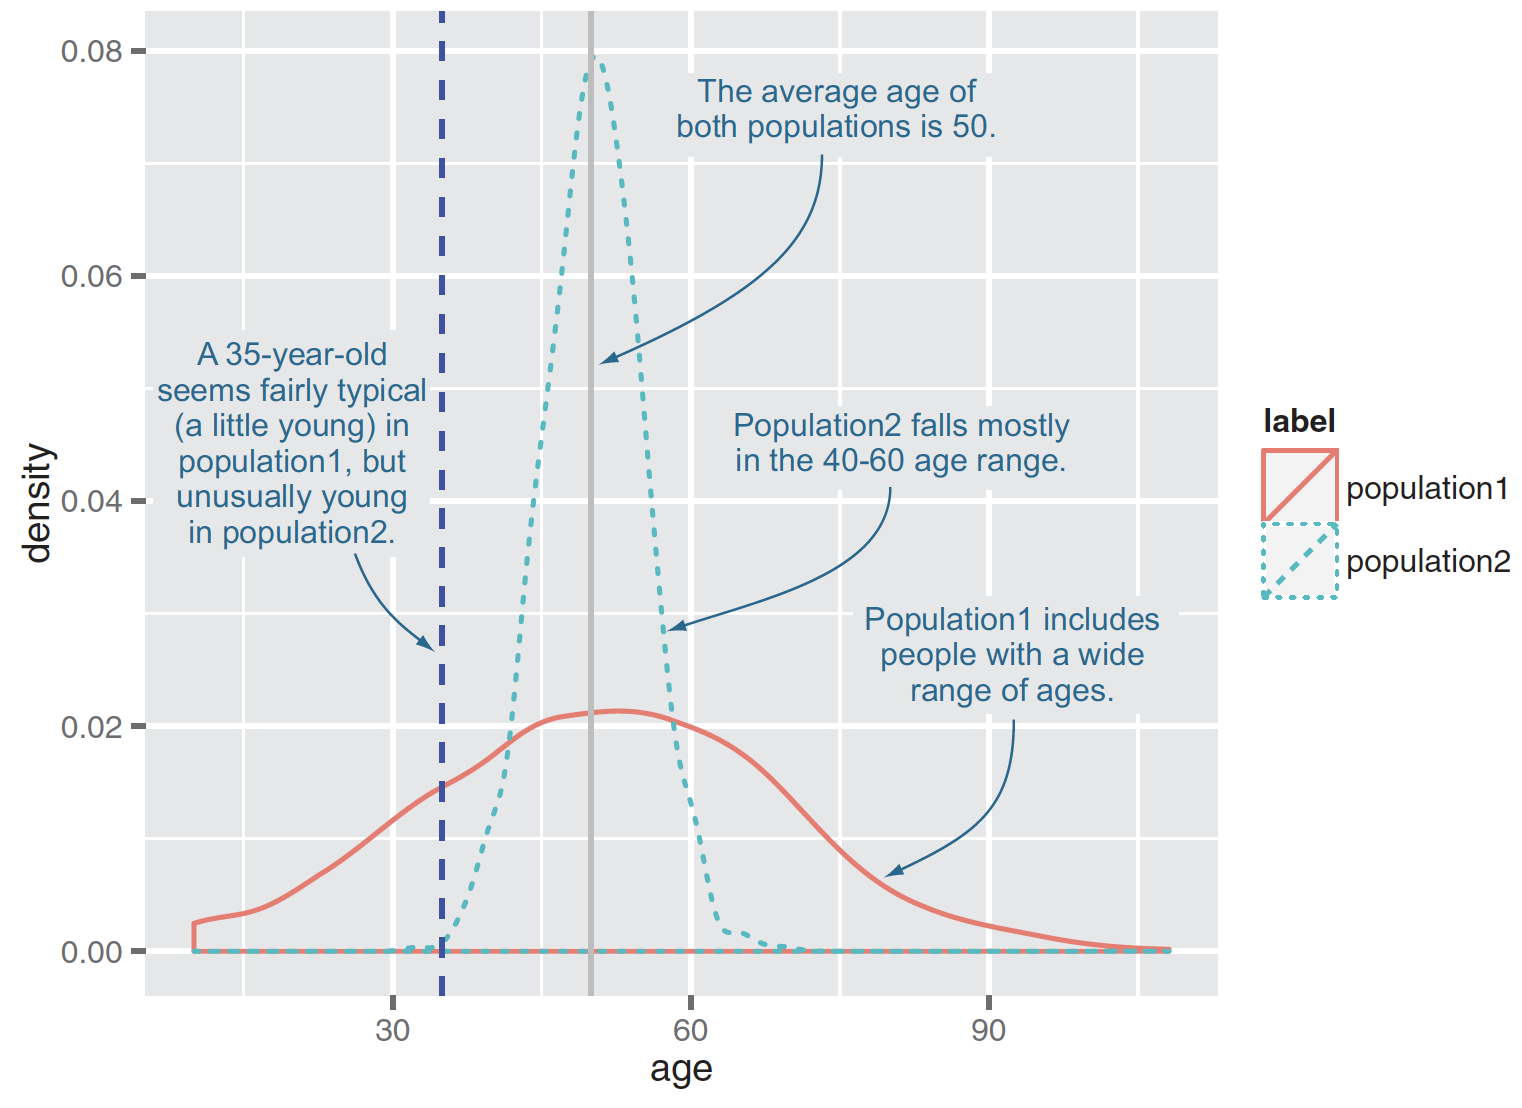 0.08
0.06
0.04
0.02
0.00
density
The average age of
both populations is 50.
A 35-year-old
seems fairly typical
(a little young) in
population1, but
unusually young
in population2.
Population2 falls mostly
in the 40-60 age range.
Population1 includes
people with a wide
range of ages.
30 60 90
age
label
population1
population2